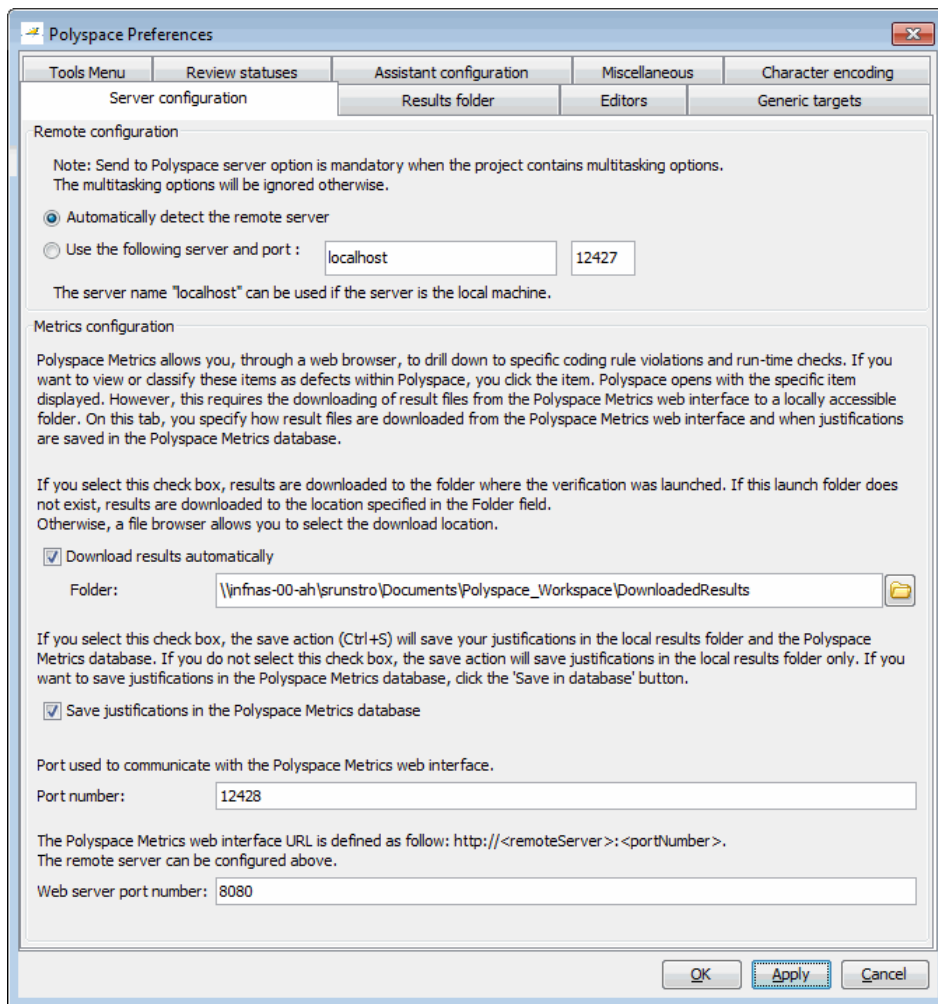 Polyspace Preferences
Tools Menu Review statuses Assistant configuration Miscellaneous Character encoding
Server configuration Results folder Editors Generic targets
Remote configuration
Note: Send to Polyspace server option is mandatory when the project contains multitasking options.
The multitasking options will be ignored otherwise.
Automatically detect the remote server
Use the following server and port : localhost 12427
The server name "localhost" can be used if the server is the local machine.
Metrics configuration
Polyspace Metrics allows you, through a web browser, to drill down to specific coding rule violations and run-time checks. If you
want to view or classify these items as defects within Polyspace, you click the item. Polyspace opens with the specific item
displayed. However, this requires the downloading of result files from the Polyspace Metrics web interface to a locally accessible
folder. On this tab, you specify how result files are downloaded from the Polyspace Metrics web interface and when justifications
are saved in the Polyspace Metrics database.
If you select this check box, results are downloaded to the folder where the verification was launched. If this launch folder does
not exist, results are downloaded to the location specified in the Folder field.
Otherwise, a file browser allows you to select the download location.
Download results automatically
Folder: \\infnas-00-ah\srunstro\Documents\Polyspace_Workspace\DownloadedResults
If you select this check box, the save action (Ctrl+S) will save your justifications in the local results folder and the Polyspace
Metrics database. If you do not select this check box, the save action will save justifications in the local results folder only. If you
want to save justifications in the Polyspace Metrics database, click the 'Save in database' button.
Save justifications in the Polyspace Metrics database
Port used to communicate with the Polyspace Metrics web interface.
Port number: 12428
The Polyspace Metrics web interface URL is defined as follow: http://<remoteServer>:<portNumber>.
The remote server can be configured above.
Web server port number: 8080
OK Apply Cancel